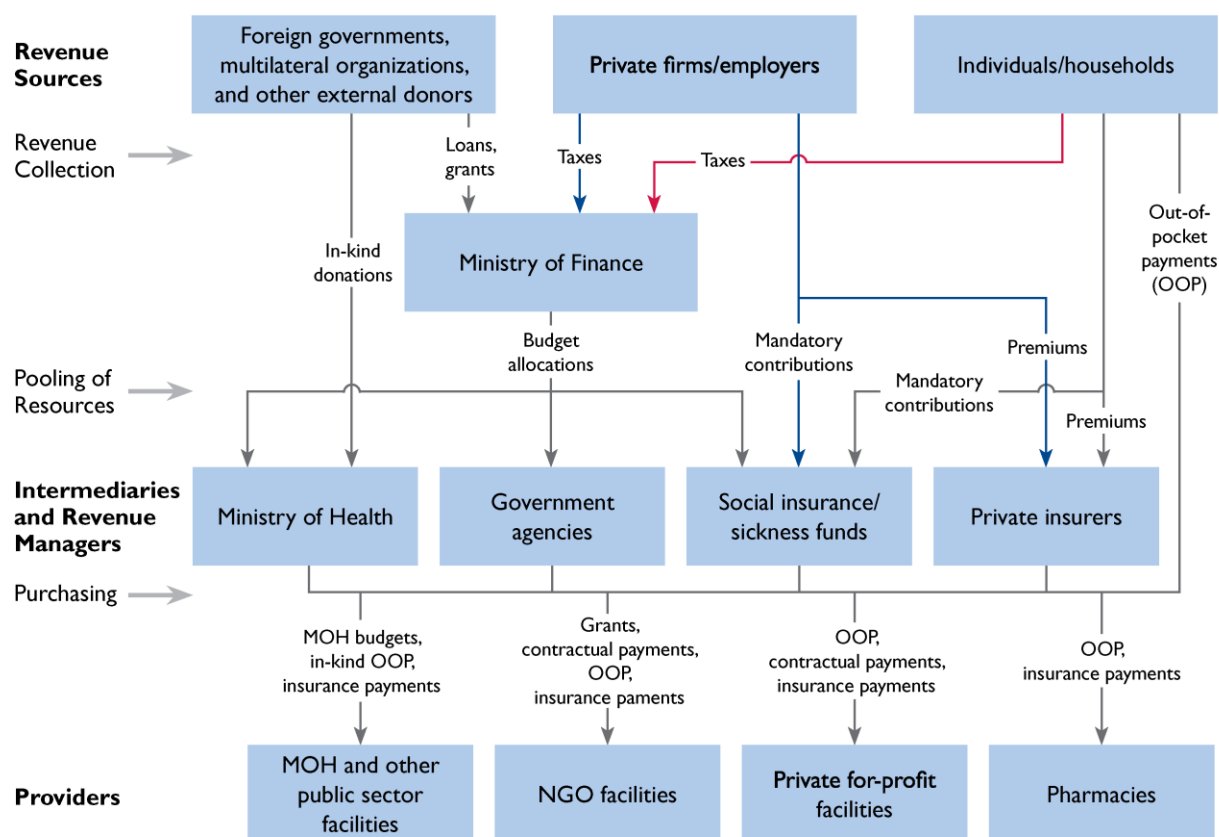 Revenue
Sources
Foreign governments,
multilateral organizations,
and other external donors
Private firms/employers
Individuals/households
Revenue
Collection
Loans,
grants
Taxes
Taxes
Out-of-
pocket
payments
(OOP)
In-kind
donations
Ministry of Finance
Budget
allocations
Mandatory
contributions
Premiums
Pooling of
Resources
Mandatory
contributions
Premiums
Intermediaries
and Revenue
Managers
Ministry of Health
Government
agencies
Social insurance/
sickness funds
Private insurers
Purchasing
MOH budgets,
in-kind OOP,
insurance payments
Grants,
contractual payments,
OOP,
insurance paments
OOP,
contractual payments,
insurance payments
OOP,
insurance payments
Providers
MOH and other
public sector
facilities
NGO facilities
Private for-profit
facilities
Pharmacies